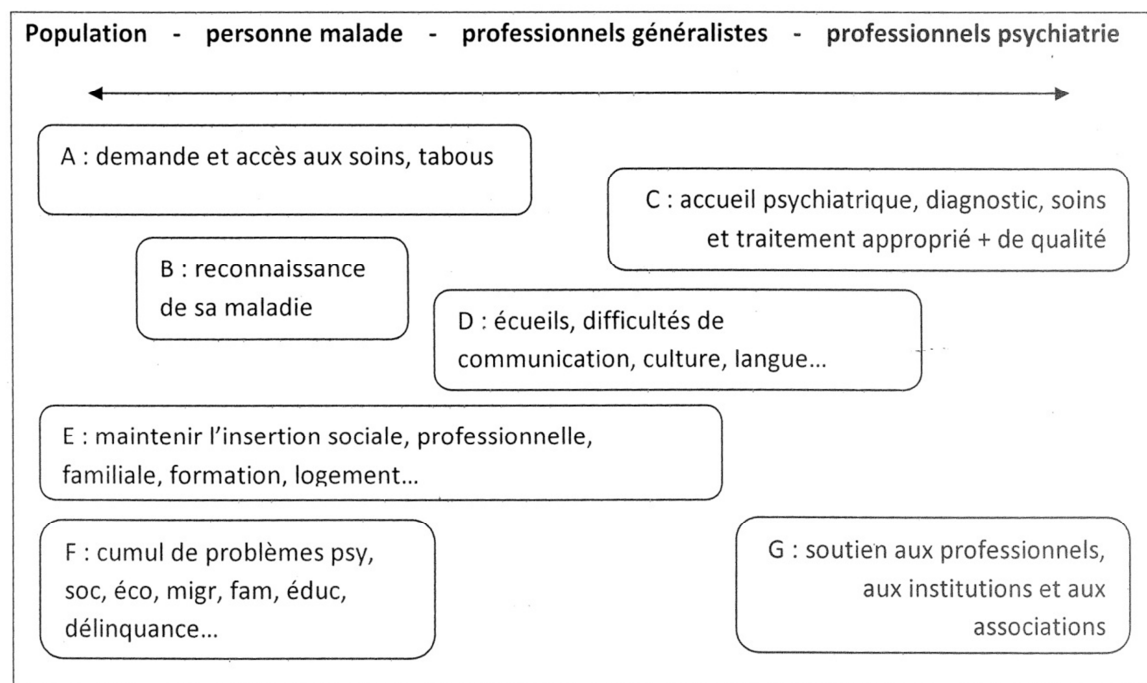 Population - personne malade - professionnels généralistes - professionnels psychiatrie
A : demande et accès aux soins, tabous
C : accueil psychiatrique, diagnostic, soins
et traitement approprié + de qualité
B : reconnaissance
de sa maladie
D : écueils, difficultés de
communication, culture, langue...
E : maintenir l'insertion sociale, professionnelle,
familiale, formation, logement...
F : cumul de problèmes psy,
soc, éco, migr, fam, éduc,
délinquance...
G : soutien aux professionnels,
aux institutions et aux
associations